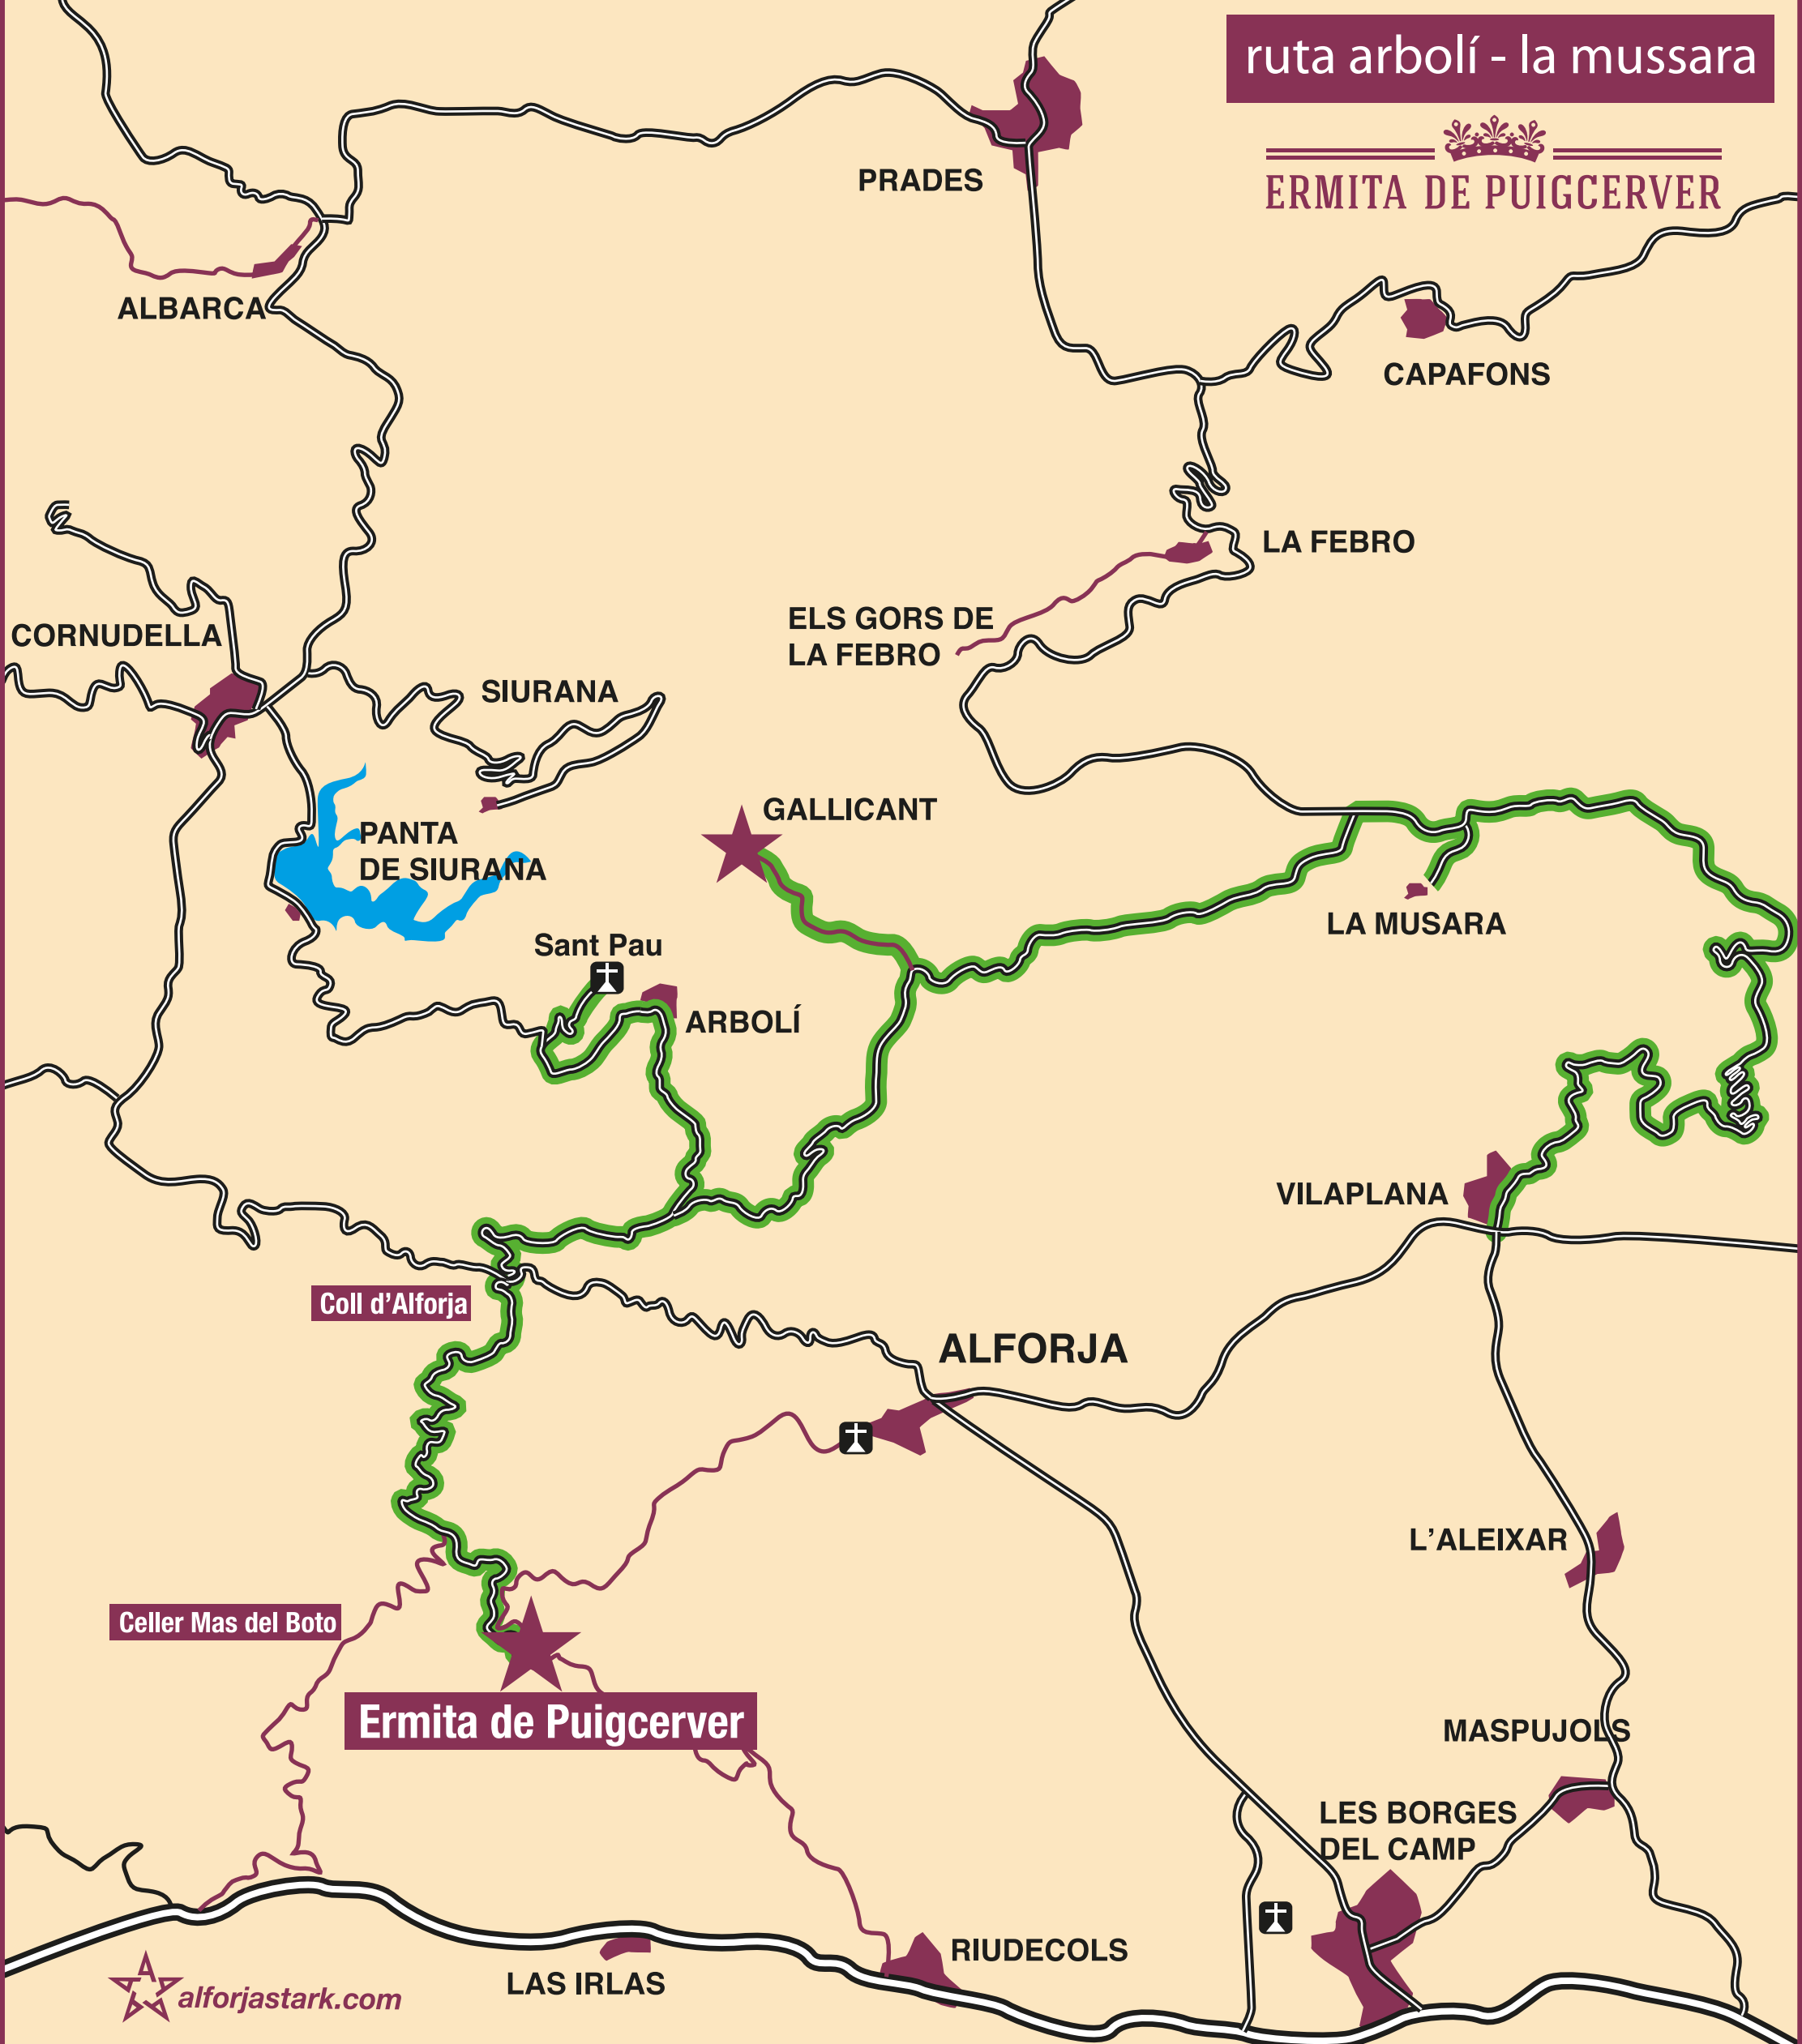 ruta arbolí - la mussara
ERMITA DE PUIGCERVER
PRADES
ALBARCA
CAPAFONS
LA FEBRO
ELS GORS DE
LA FEBRO
CORNUDELLA
SIURANA
GALLICANT
PANTA
DE SIURANA
LA MUSARA
Sant Pau
ARBOLÍ
VILAPLANA
Coll d'Alforja
ALFORJA
L'ALEIXAR
Celler Mas del Boto
Ermita de Puigcerver
MASPUJOLS
LES BORGES
DEL CAMP
RIUDECOLS
LAS IRLAS
alforjastark.com